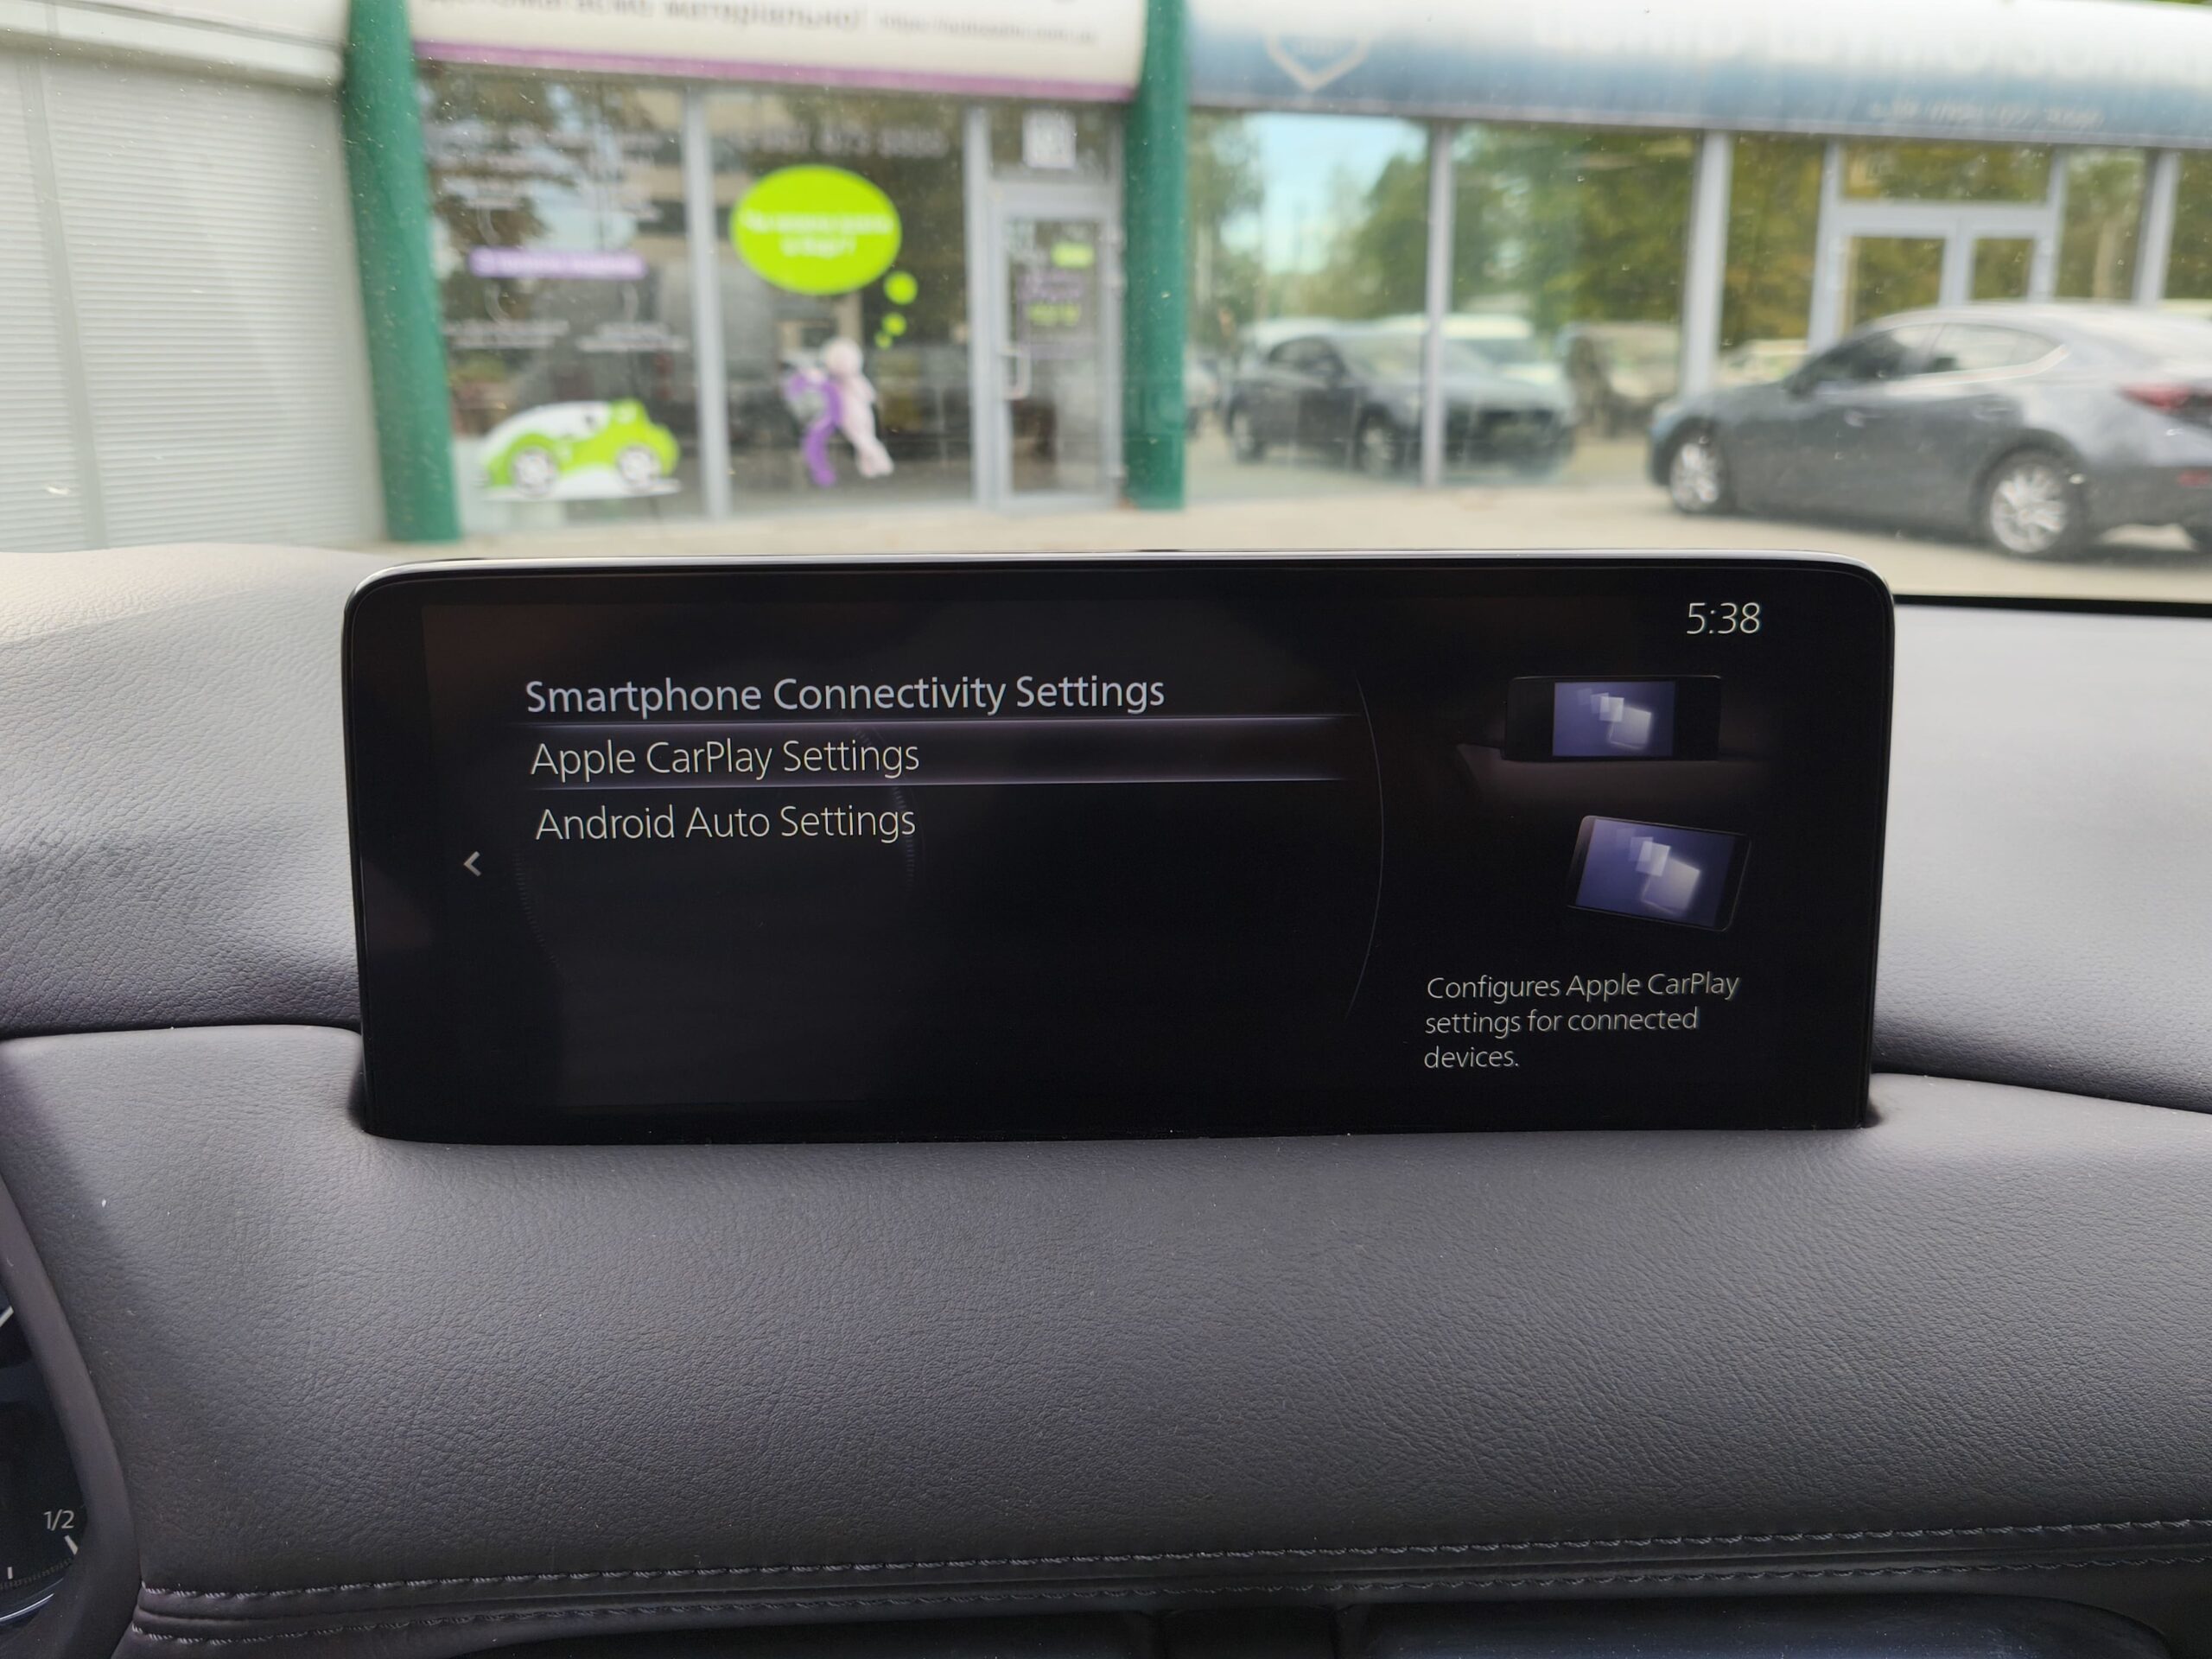 5:38
Smartphone Connectivity Settings
Apple CarPlay Settings
Android Auto Settings
Configures Apple CarPlay
settings for connected
devices.
1/2